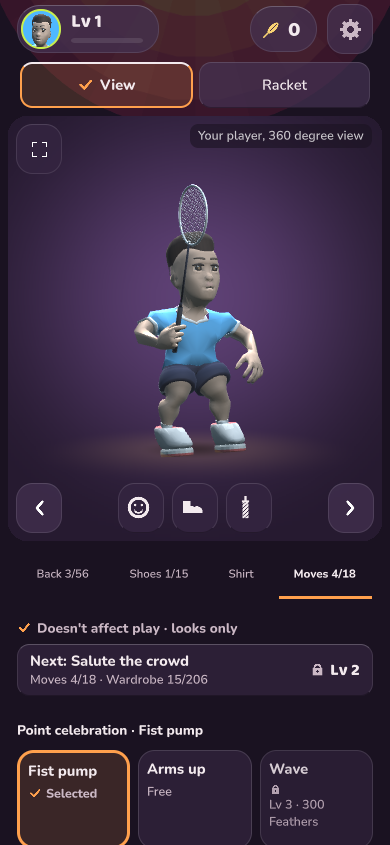 Lv 1
0
View
Racket
Your player, 360 degree view
Back 3/56
Shoes 1/15
Shirt
Moves 4/18
Doesn't affect play · looks only
Next: Salute the crowd
Moves 4/18 · Wardrobe 15/206
Lv 2
Point celebration · Fist pump
Fist pump
Selected
Arms up
Free
Wave
Lv 3 · 300
Feathers